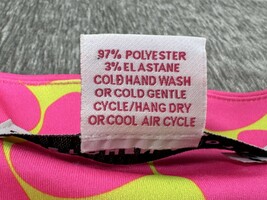 97% POLYESTER
3% ELASTANE
COLD HAND WASH
OR COLD GENTLE
CYCLE/HANG DRY
OR COOL AIR CYCLE